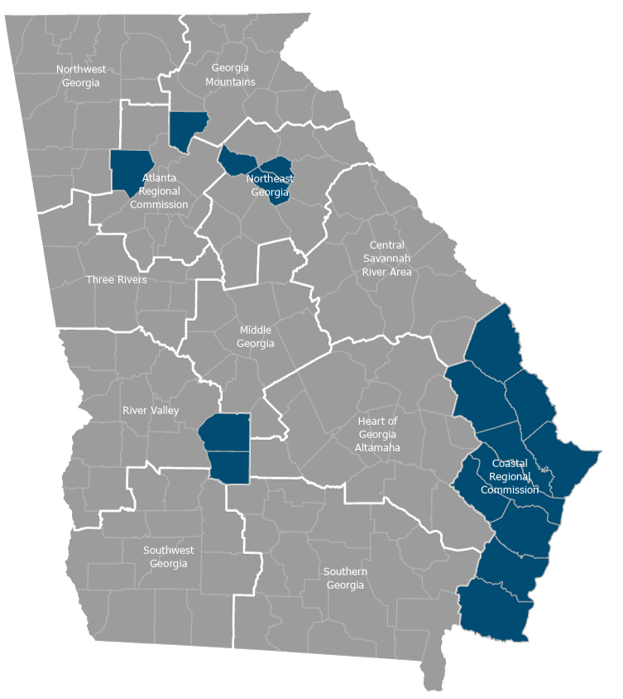 Northwest
Georgia
Georgia
Mountains
Atlanta
Regional
Commission
Northeast
Georgia
Central
Savannah
River Area
Three Rivers
Middle
Georgia
River Valley
Heart of
Georgia
Altamaha
Coastal
Regional
Commission
Southwest
Georgia
Southern
Georgia